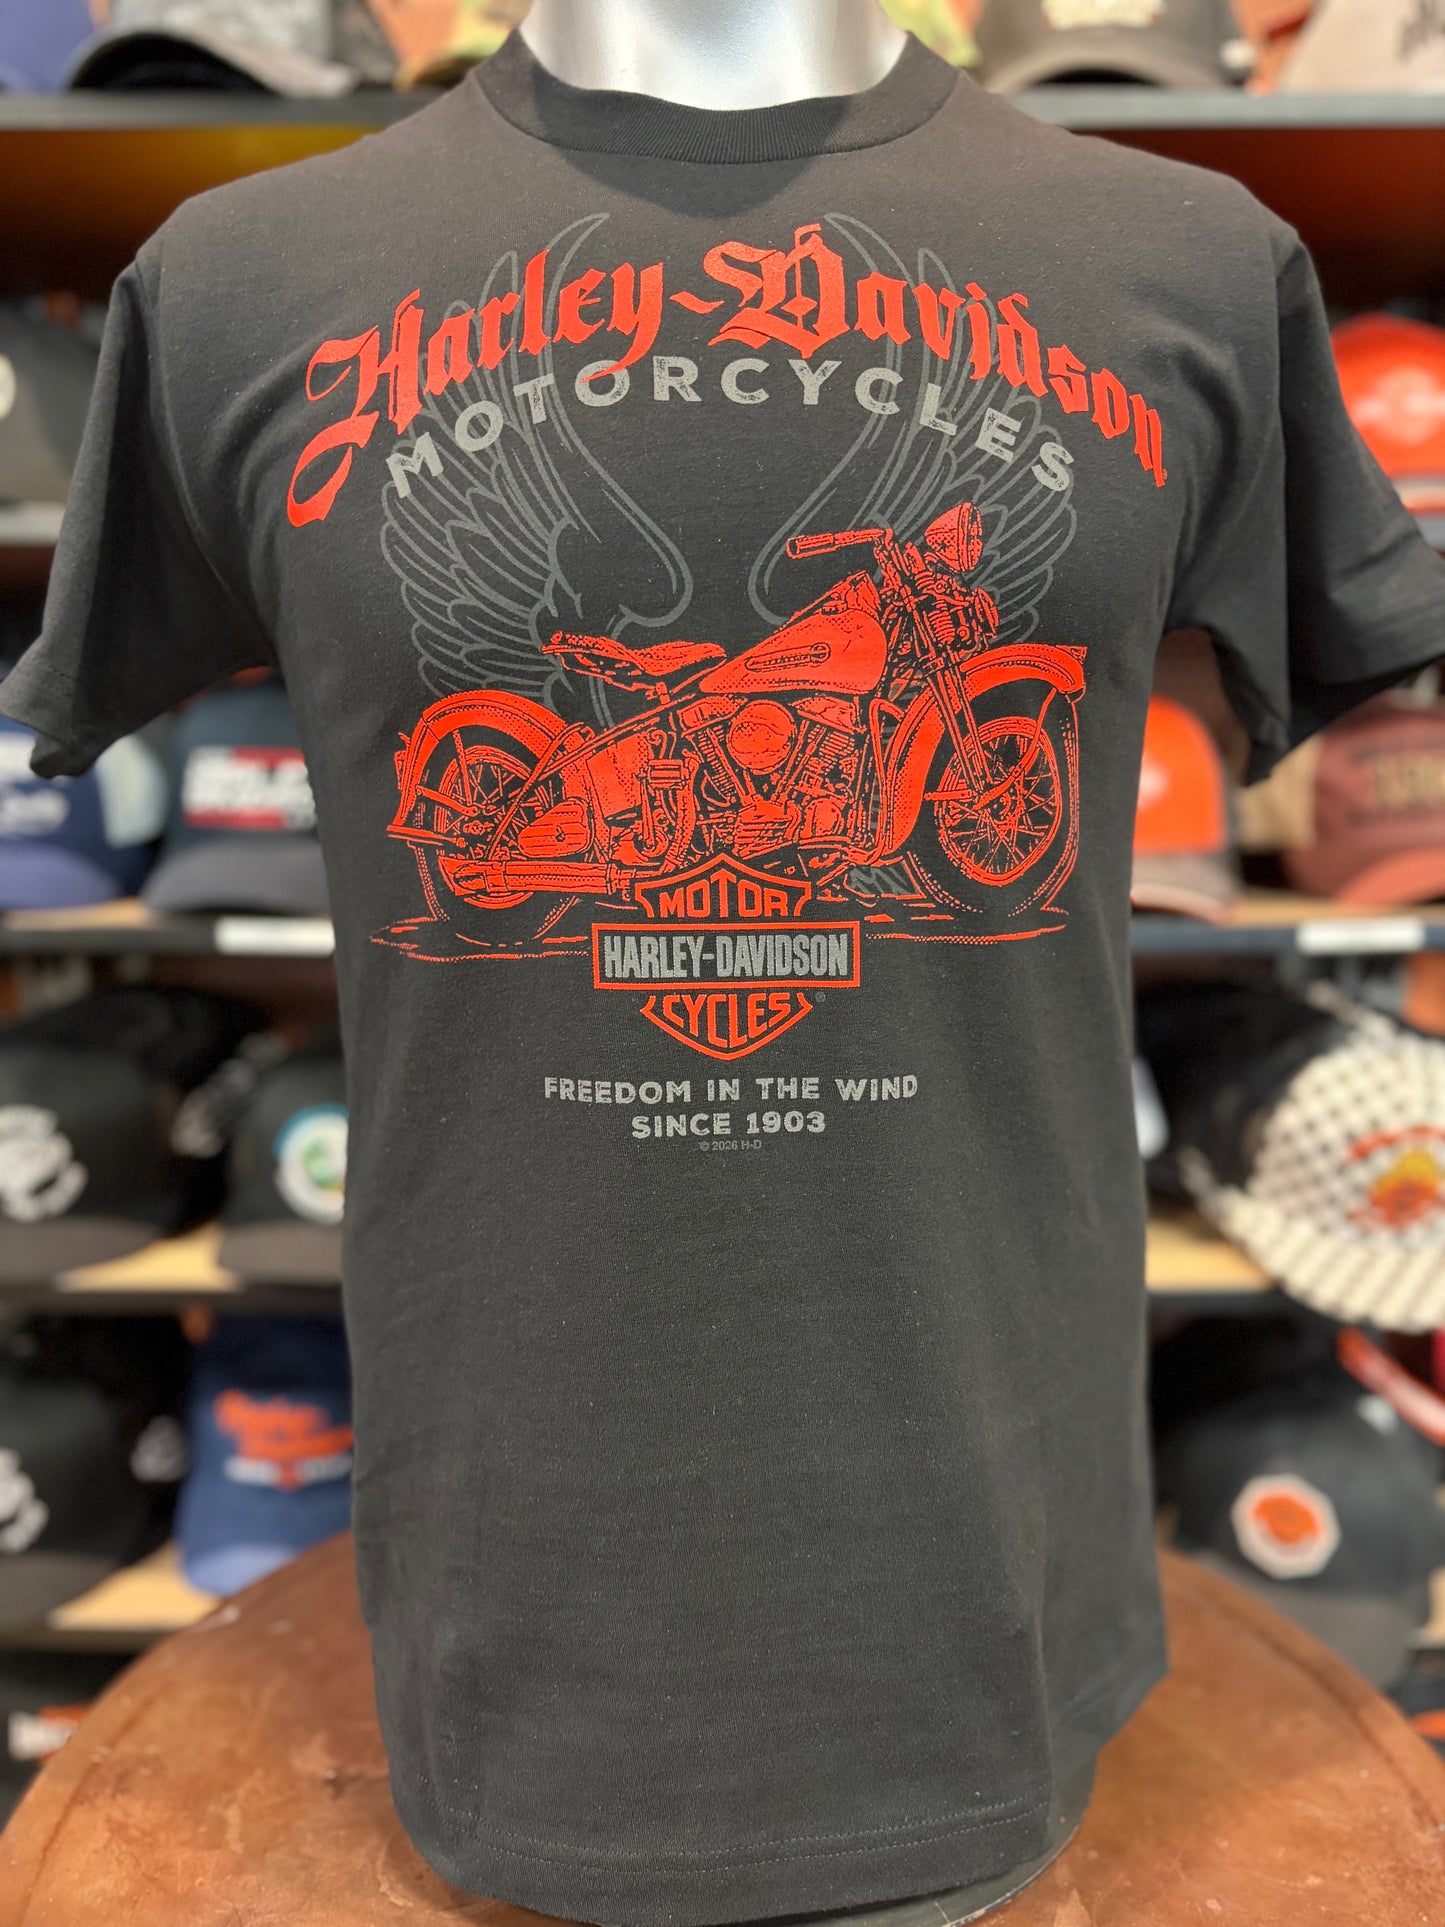 Harley-Davidson
MOTORCYCLES
MOTOR
HARLEY-DAVIDSON
CYCLES ®
FREEDOM IN THE WIND
SINCE 1903
© 2026 H-D